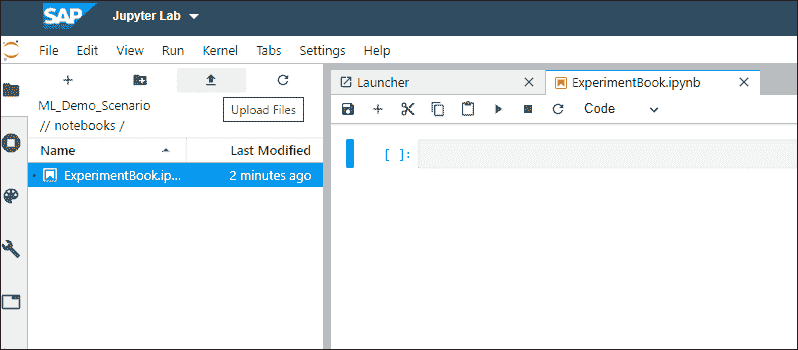 SAP Jupyter Lab
File Edit View Run Kernel Tabs Settings Help
Launcher ExperimentBook.ipynb
ML_Demo_Scenario
// notebooks /
Upload Files
Code
Name Last Modified
ExperimentBook.ip... 2 minutes ago
[ ]: